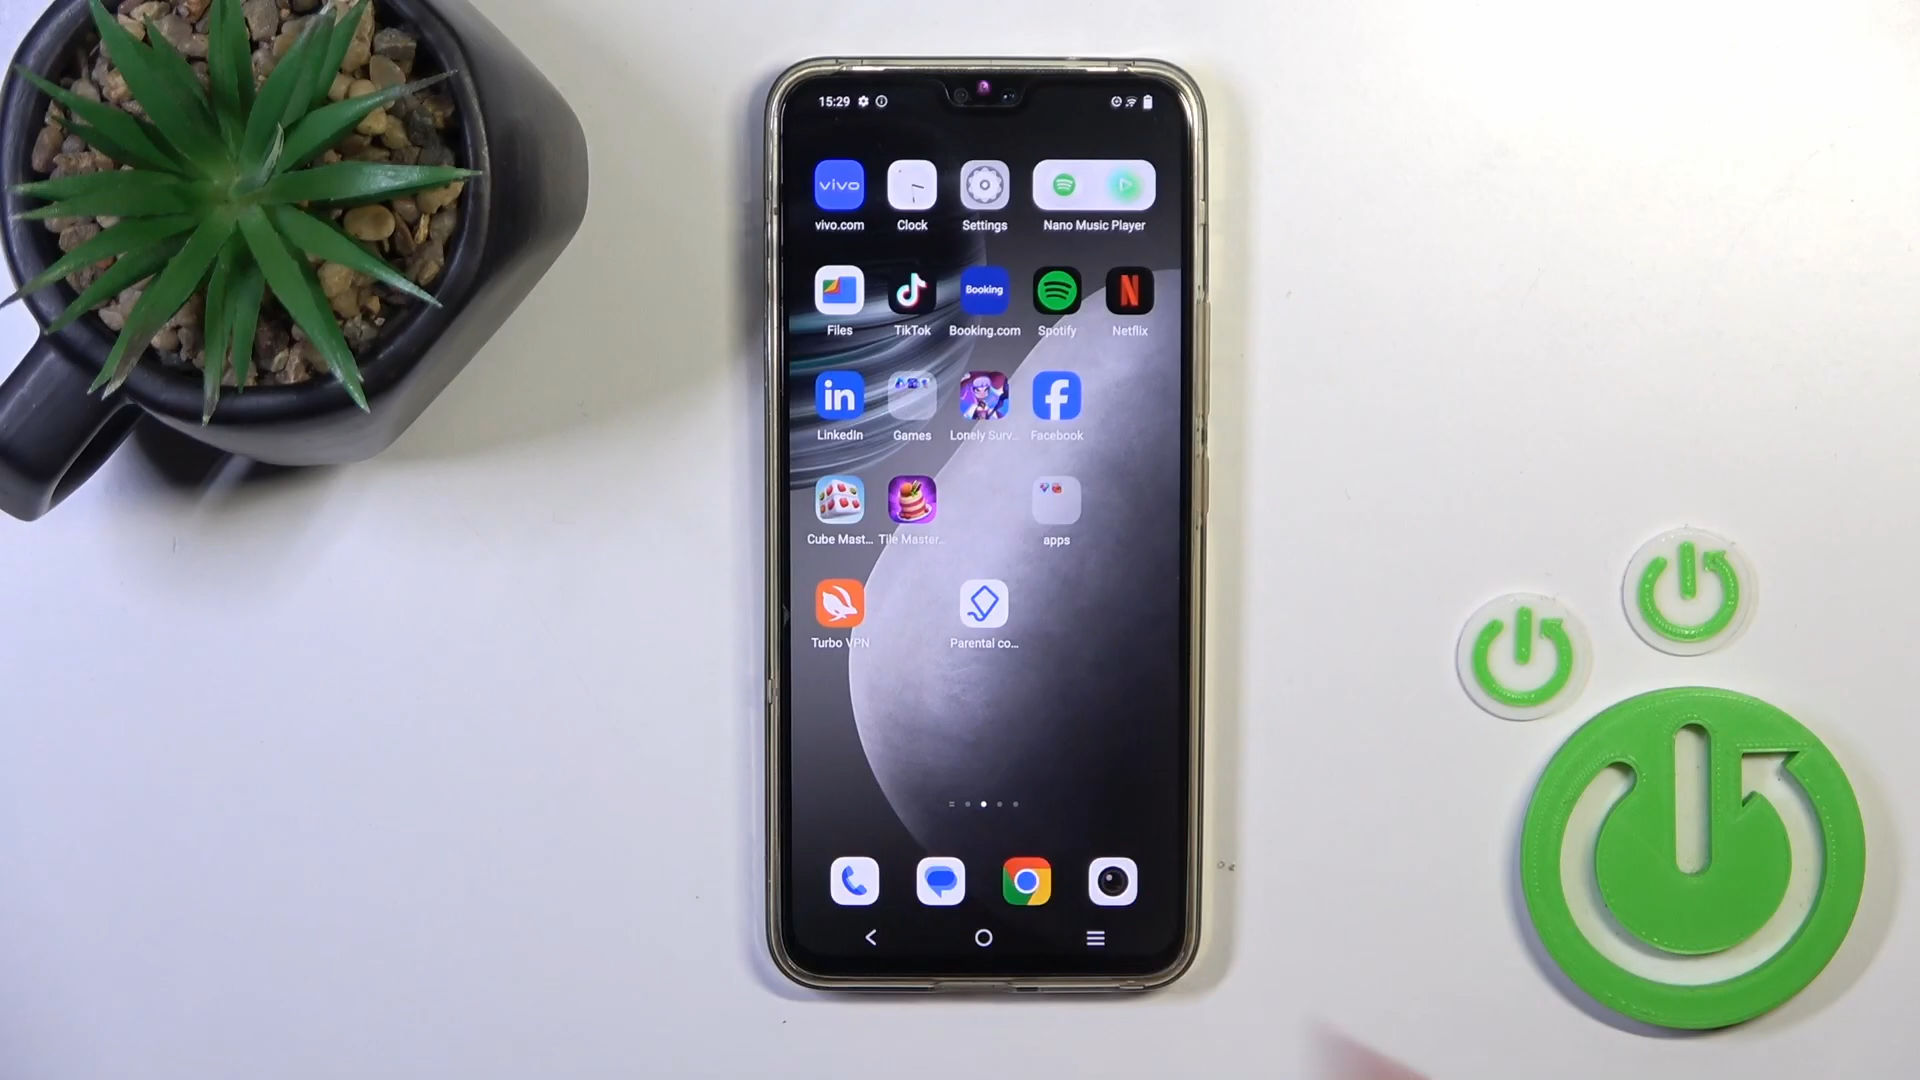 15:29
vivo
vivo.com Clock Settings Nano Music Player
Booking
N
Files TikTok Booking.com Spotify Netflix
in
f
LinkedIn Games Lonely Surv... Facebook
Cube Mast... Tile Master... apps
Turbo VPN Parental co...